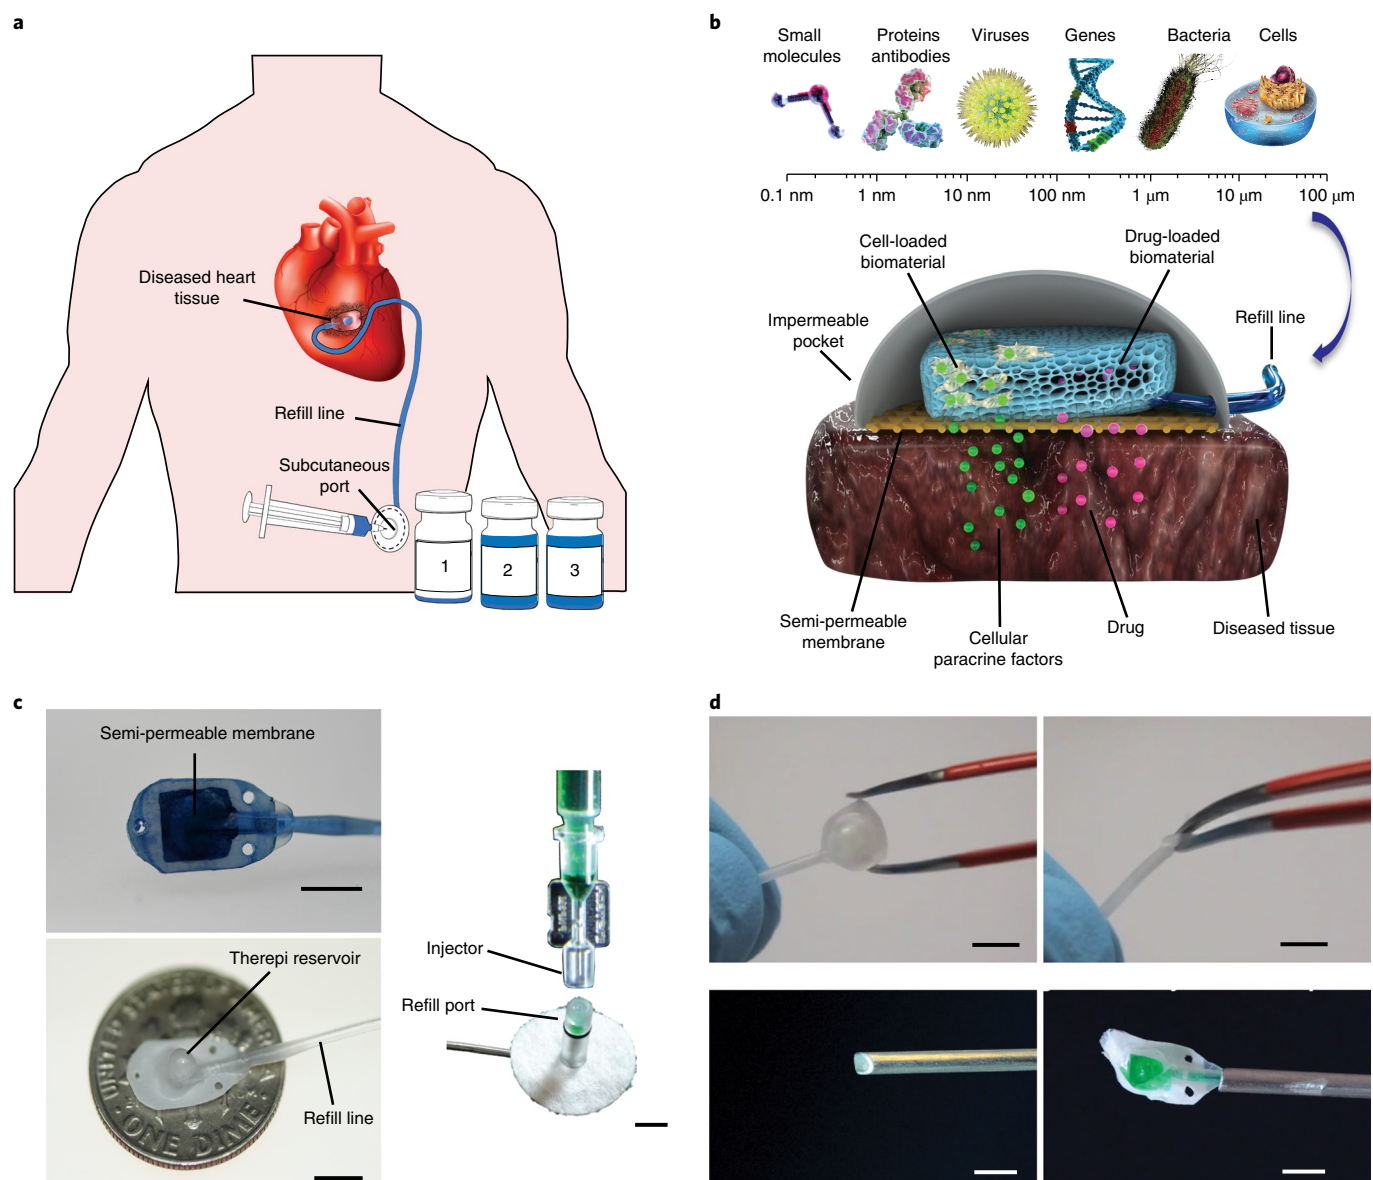 a
Diseased heart
tissue
Refill line
Subcutaneous
port
1
2
3
b
Small
molecules
Proteins
antibodies
Viruses
Genes
Bacteria
Cells
0.1 nm
1 nm
10 nm
100 nm
1 μm
10 μm
100 μm
Cell-loaded
biomaterial
Drug-loaded
biomaterial
Impermeable
pocket
Refill line
Semi-permeable
membrane
Cellular
paracrine factors
Drug
Diseased tissue
c
Semi-permeable membrane
Therepi reservoir
Refill line
ONE DIME
Injector
Refill port
d